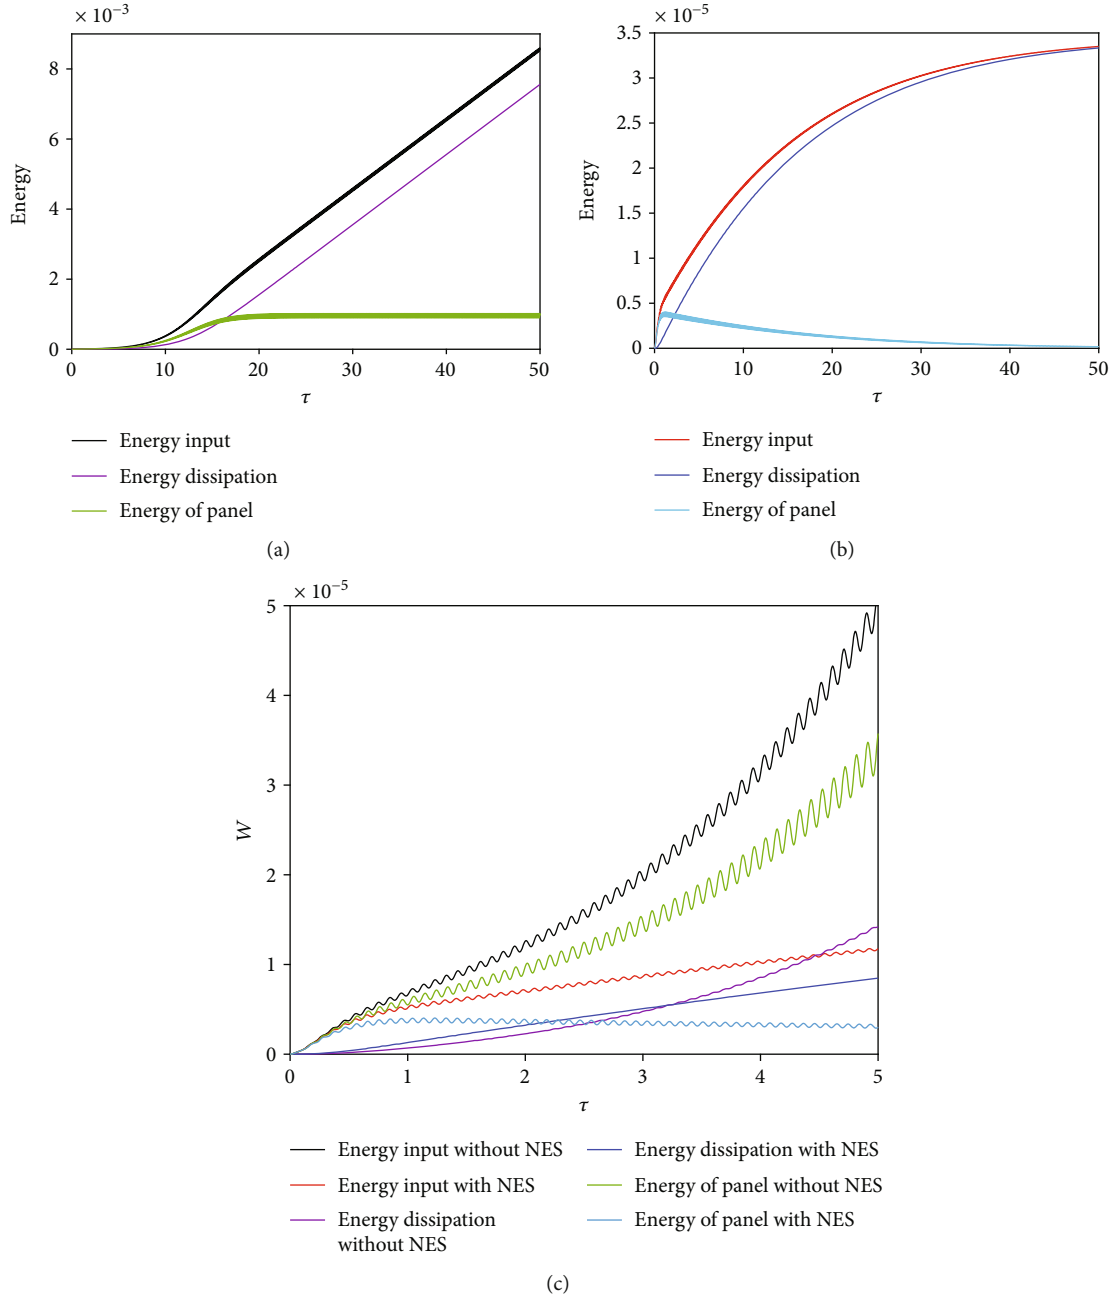 × 10⁻³
8
6
4
2
0
Energy
0 10 20 30 40 50
τ
Energy input
Energy dissipation
Energy of panel
(a)
× 10⁻⁵
3.5
3
2.5
2
1.5
1
0.5
0
Energy
0 10 20 30 40 50
τ
Energy input
Energy dissipation
Energy of panel
(b)
× 10⁻⁵
5
4
3
2
1
0
W
0 1 2 3 4 5
τ
Energy input without NES
Energy input with NES
Energy dissipation
without NES
Energy dissipation with NES
Energy of panel without NES
Energy of panel with NES
(c)